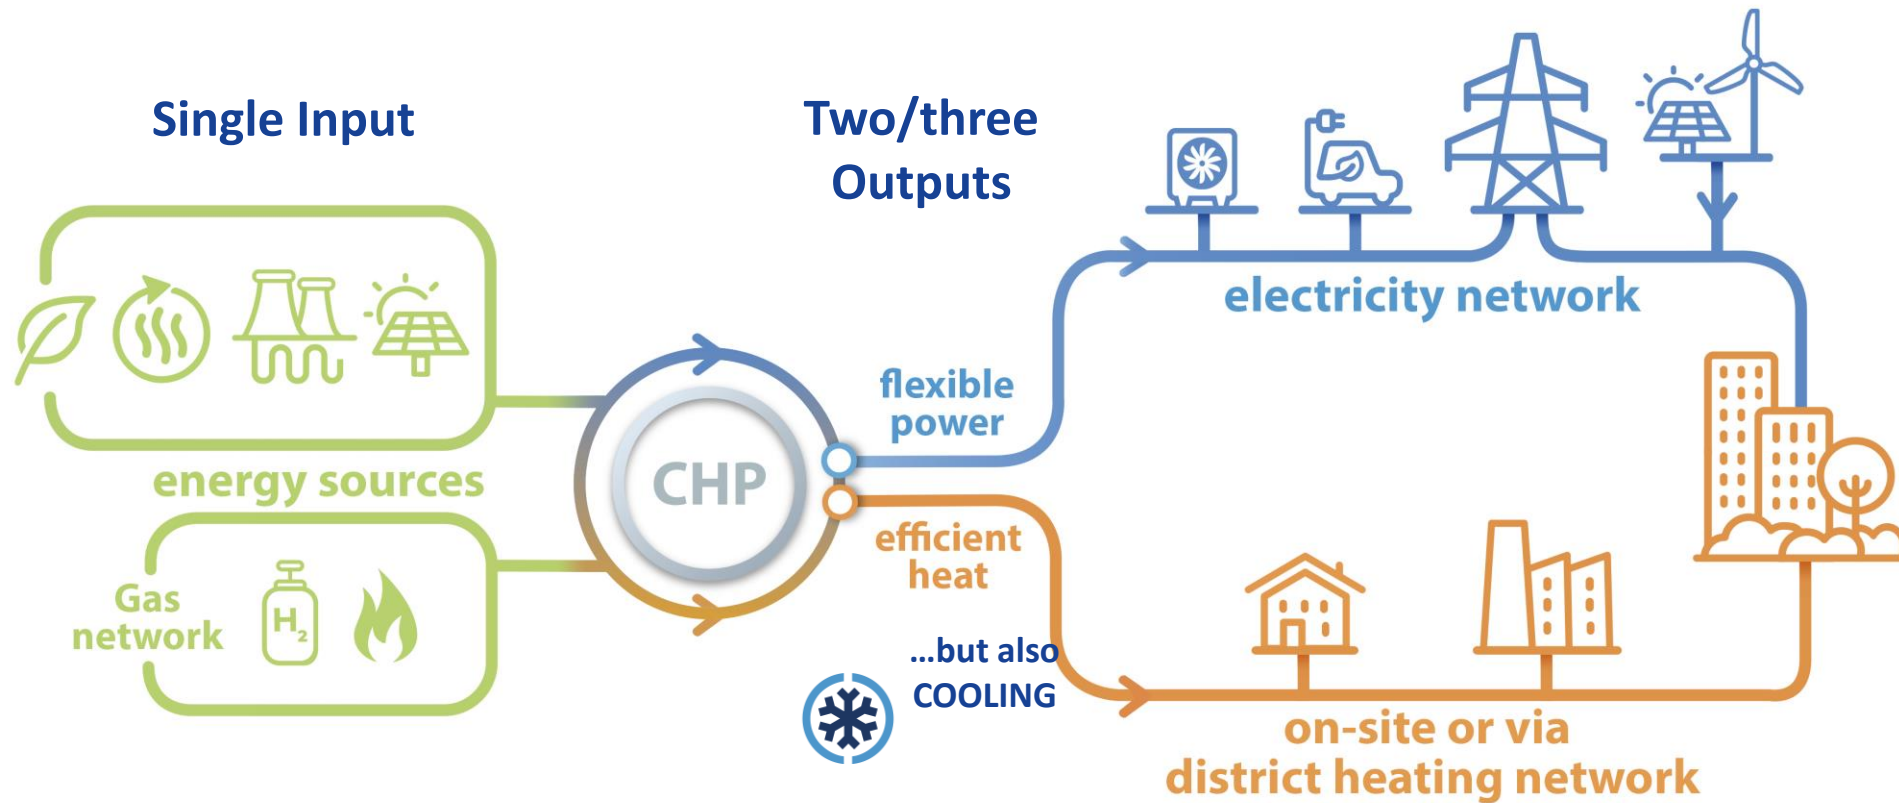 Single Input
Two/three
Outputs
electricity network
flexible
power
energy sources
CHP
efficient
heat
Gas
network
H2
...but also
COOLING
on-site or via
district heating network